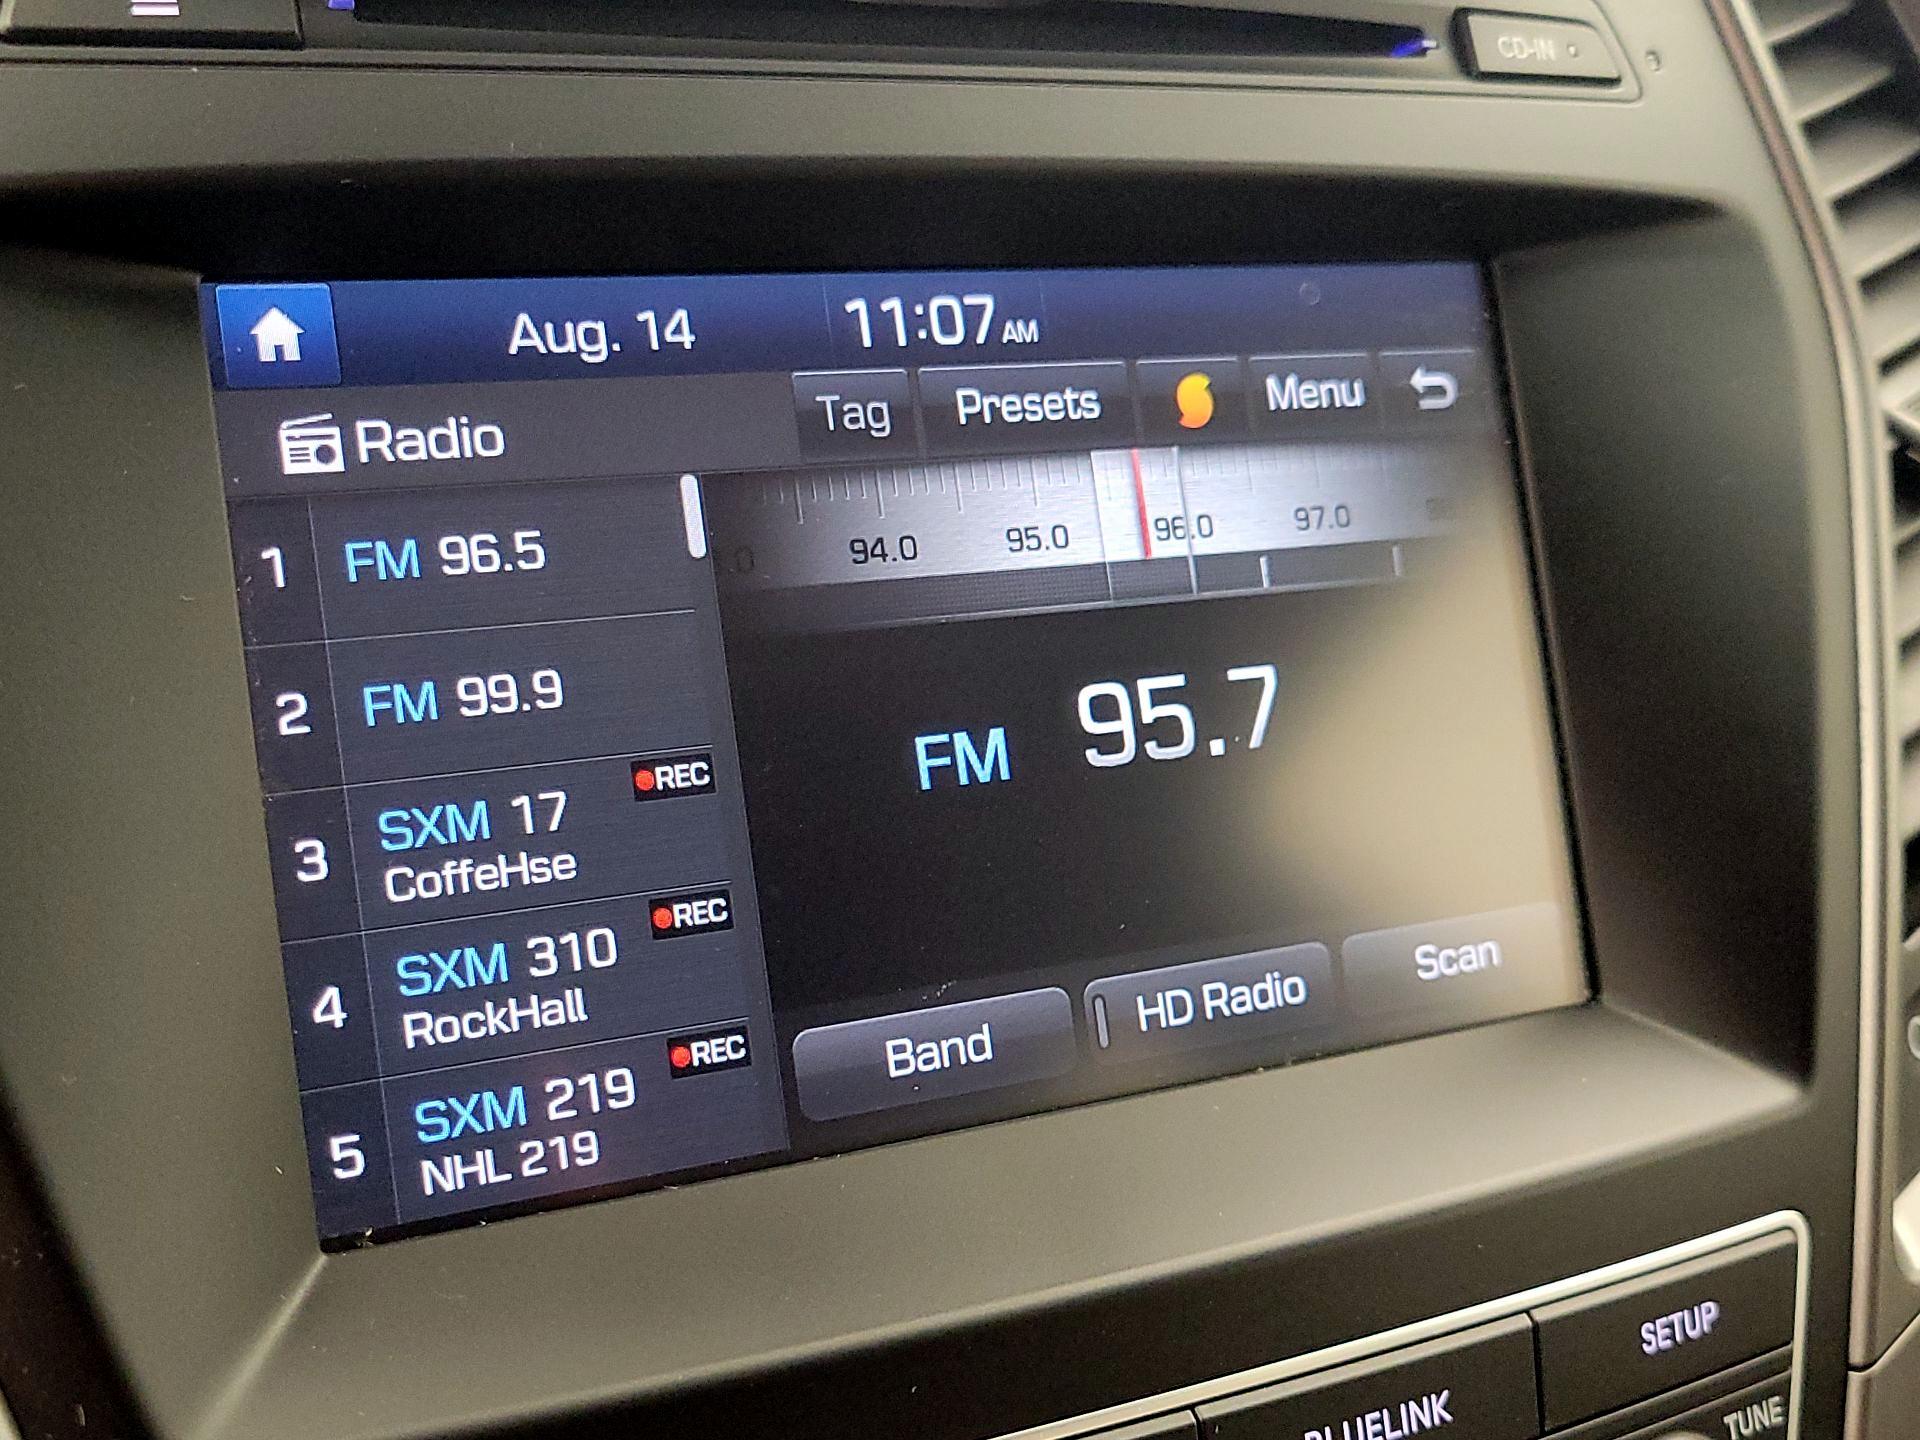 CD-IN
Aug. 14 11:07 AM
Radio
Tag Presets Menu
94.0 95.0 96.0 97.0
1 FM 96.5
2 FM 99.9
FM 95.7
REC
3 SXM 17
CoffeHse
REC
4 SXM 310
RockHall
REC
5 SXM 219
NHL 219
Band HD Radio Scan
SETUP
BLUELINK
TUNE